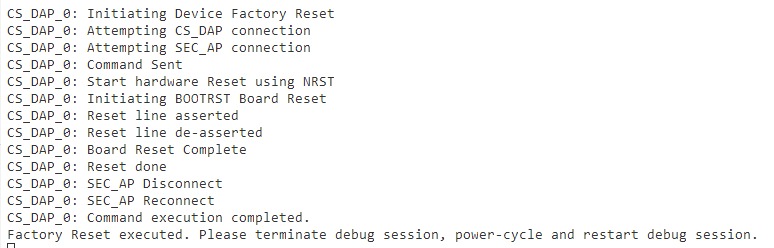 CS_DAP_0: Initiating Device Factory Reset
CS_DAP_0: Attempting CS_DAP connection
CS_DAP_0: Attempting SEC_AP connection
CS_DAP_0: Command Sent
CS_DAP_0: Start hardware Reset using NRST
CS_DAP_0: Initiating BOOTRST Board Reset
CS_DAP_0: Reset line asserted
CS_DAP_0: Reset line de-asserted
CS_DAP_0: Board Reset Complete
CS_DAP_0: Reset done
CS_DAP_0: SEC_AP Disconnect
CS_DAP_0: SEC_AP Reconnect
CS_DAP_0: Command execution completed.
Factory Reset executed. Please terminate debug session, power-cycle and restart debug session.